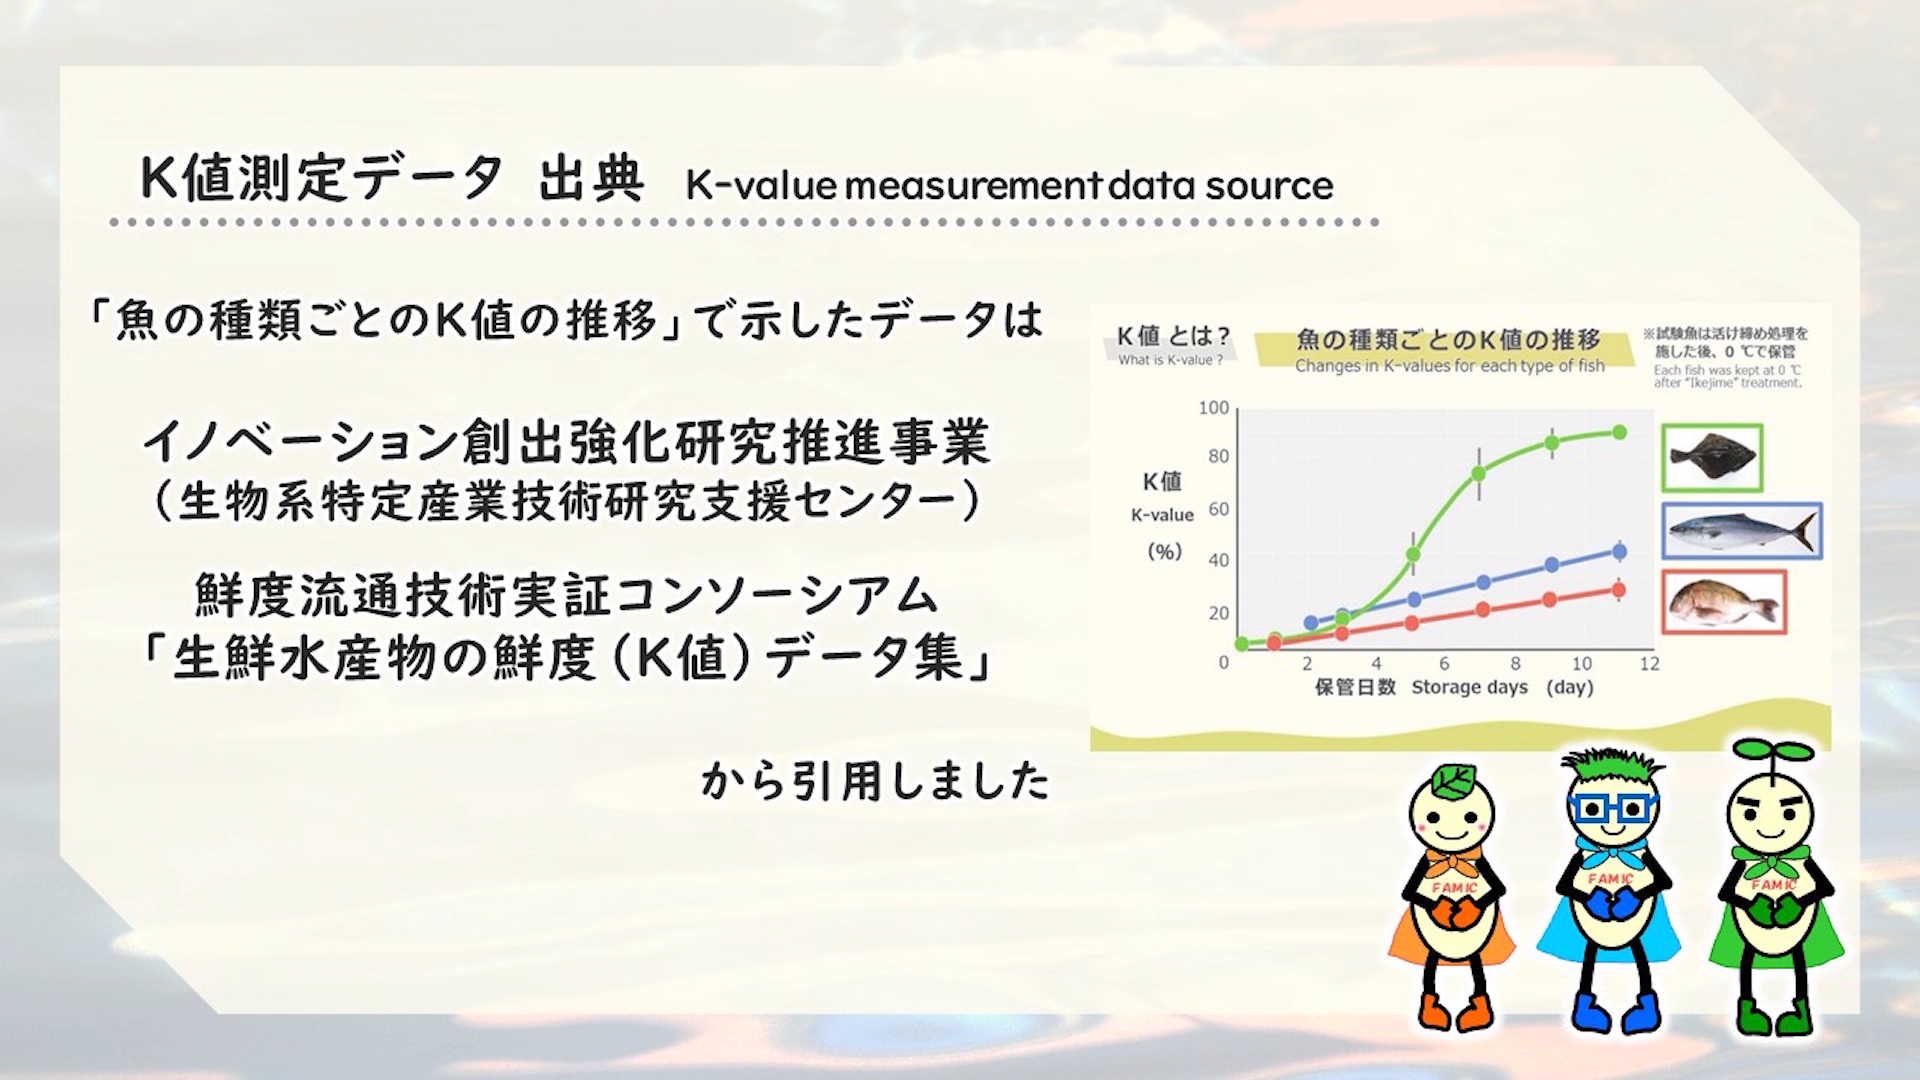 K値測定データ 出典 K-value measurement data source
「魚の種類ごとのK値の推移」で示したデータは
イノベーション創出強化研究推進事業
（生物系特定産業技術研究支援センター）
鮮度流通技術実証コンソーシアム
「生鮮水産物の鮮度（K値）データ集」
から引用しました
K値 とは？
What is K-value ?
魚の種類ごとのK値の推移
Changes in K-values for each type of fish
※試験魚は活け締め処理を
施した後、0 ℃で保管
Each fish was kept at 0 ℃
after “Ikejime” treatment.
K値
K-value
（%）
100
80
60
40
20
0
2 4 6 8 10 12
保管日数 Storage days (day)
FAMIC
FAMIC
FAMIC